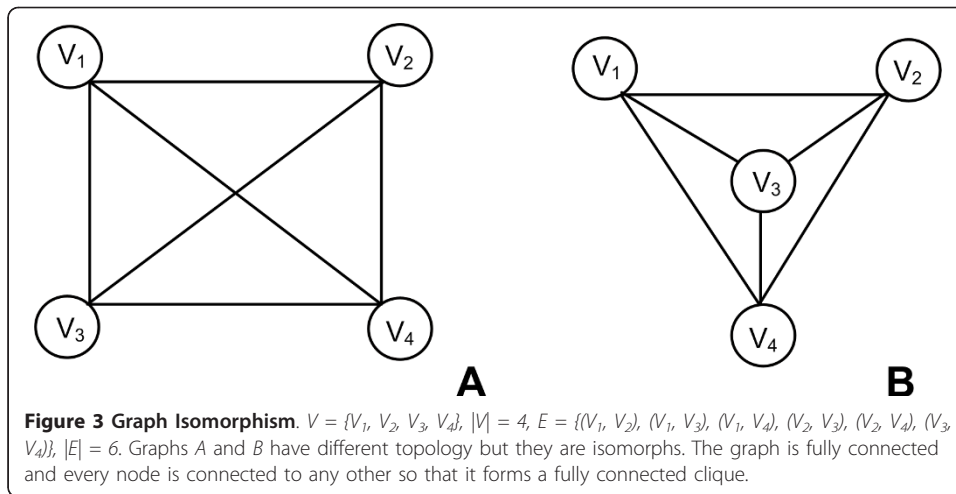 V₁ V₂
V₃ V₄
A
V₁ V₂
V₃
V₄
B
Figure 3 Graph Isomorphism. V = {V₁, V₂, V₃, V₄}, |V| = 4, E = {(V₁, V₂), (V₁, V₃), (V₁, V₄), (V₂, V₃), (V₂, V₄), (V₃,
V₄)}, |E| = 6. Graphs A and B have different topology but they are isomorphs. The graph is fully connected
and every node is connected to any other so that it forms a fully connected clique.